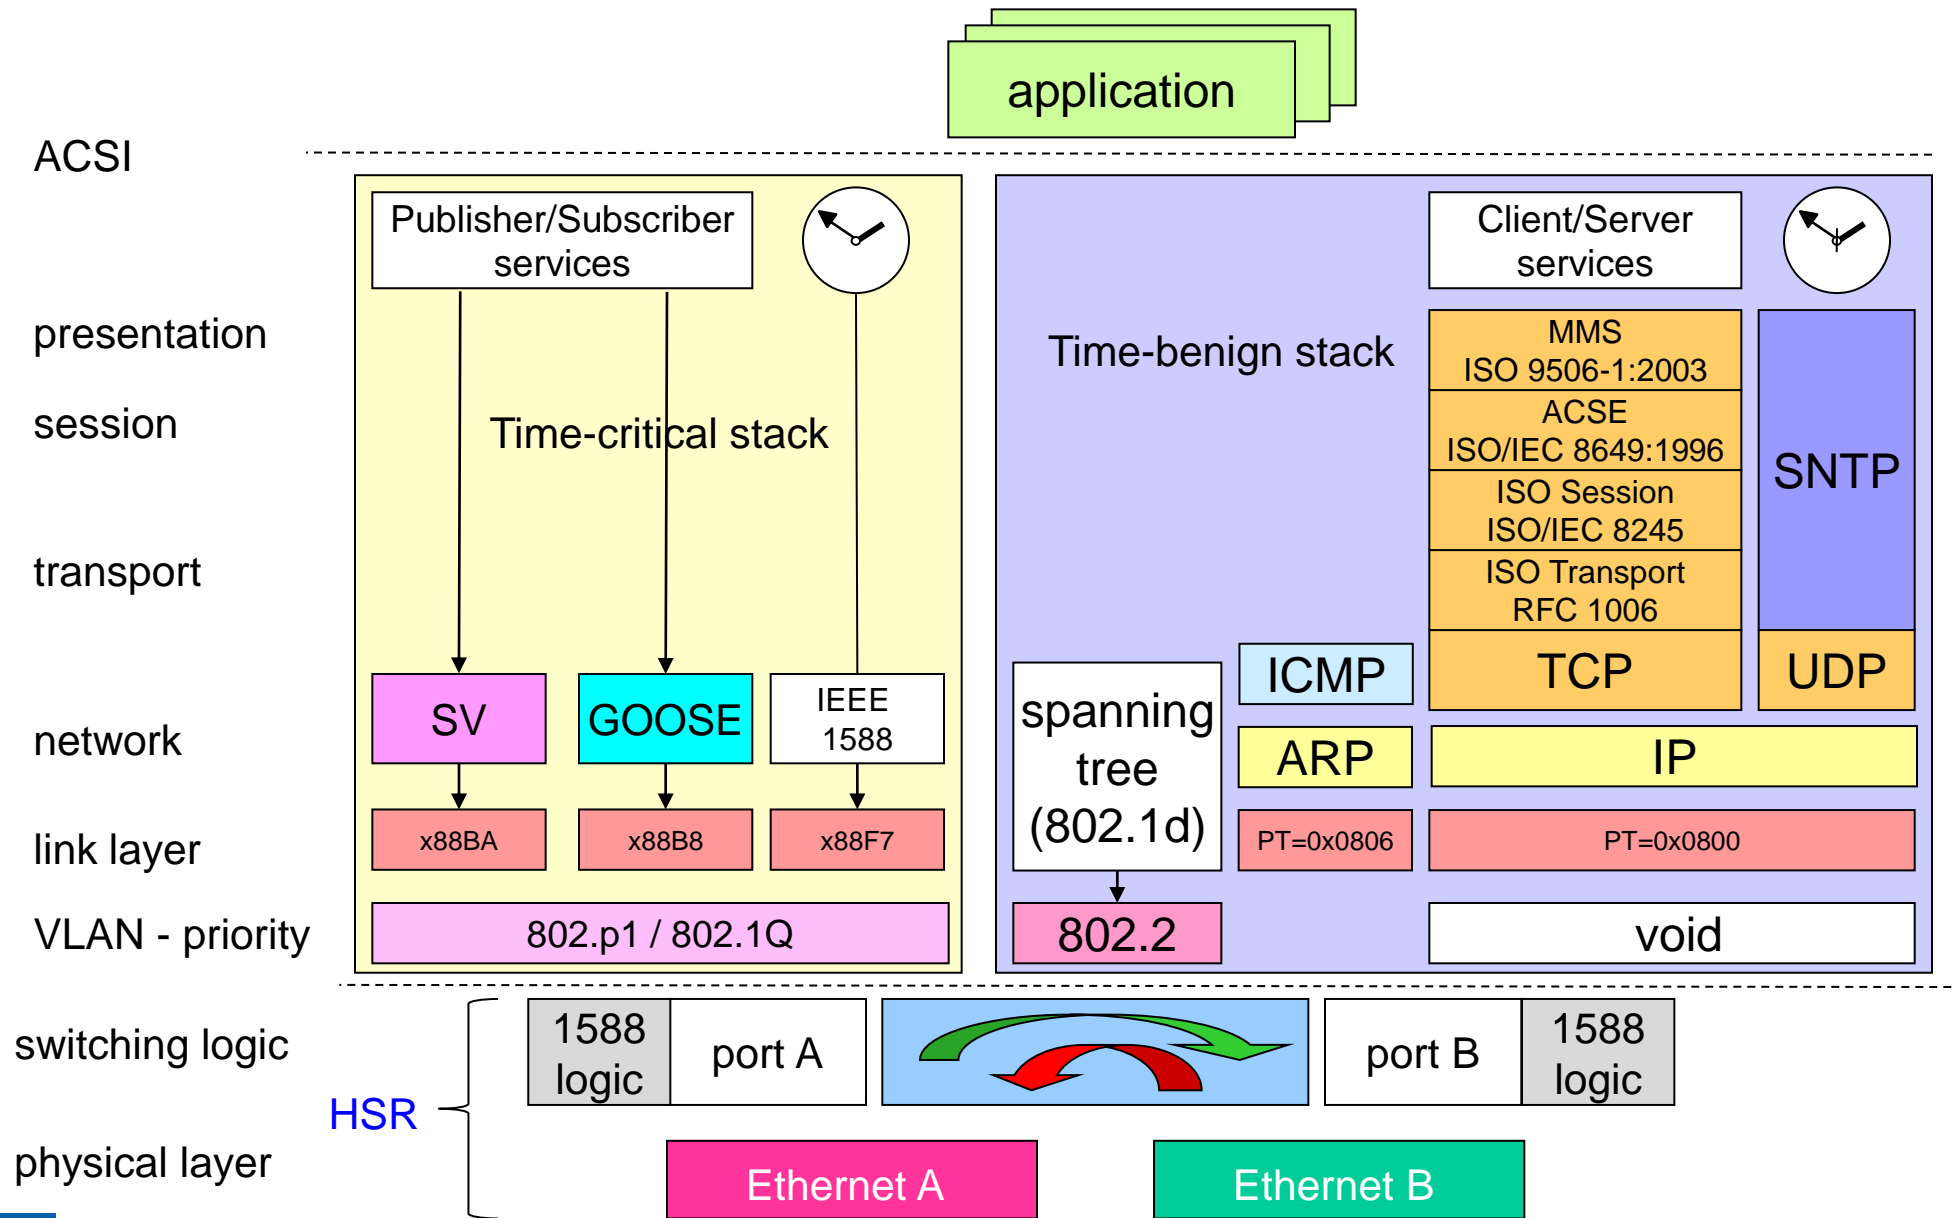 application
ACSI
Publisher/Subscriber
services
Client/Server
services
presentation
Time-benign stack
MMS
ISO 9506-1:2003
session
Time-critical stack
ACSE
ISO/IEC 8649:1996
SNTP
ISO Session
ISO/IEC 8245
transport
ISO Transport
RFC 1006
SV
GOOSE
IEEE
1588
spanning
tree
(802.1d)
ICMP
TCP
UDP
network
ARP
IP
link layer
x88BA
x88B8
x88F7
PT=0x0806
PT=0x0800
VLAN - priority
802.p1 / 802.1Q
802.2
void
switching logic
1588
logic
port A
port B
1588
logic
HSR
physical layer
Ethernet A
Ethernet B